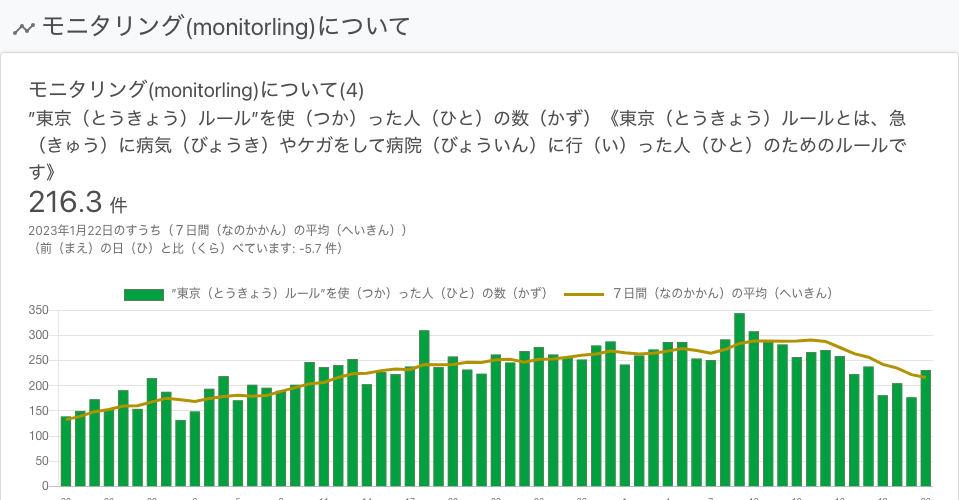 モニタリング(monitorling)について
モニタリング(monitorling)について(4)
”東京（とうきょう）ルール”を使（つか）った人（ひと）の数（かず）《東京（とうきょう）ルールとは、急
（きゅう）に病気（びょうき）やケガをして病院（びょういん）に行（い）った人（ひと）のためのルールで
す》
216.3 件
2023年1月22日のすうち（７日間（なのかかん）の平均（へいきん））
（前（まえ）の日（ひ）と比（くら）べています: -5.7 件）
”東京（とうきょう）ルール”を使（つか）った人（ひと）の数（かず） ７日間（なのかかん）の平均（へいきん）
350
300
250
200
150
100
50
0